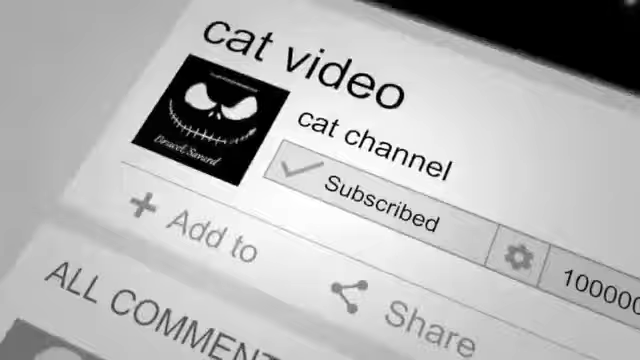 cat video
cat channel
Subscribed
100000
Add to
Share
ALL COMMENT